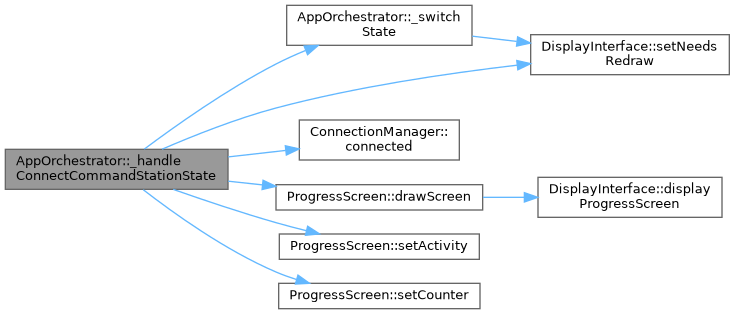 AppOrchestrator::_switch
State
DisplayInterface::setNeeds
Redraw
ConnectionManager::
connected
AppOrchestrator::_handle
ConnectCommandStationState
ProgressScreen::drawScreen
DisplayInterface::display
ProgressScreen
ProgressScreen::setActivity
ProgressScreen::setCounter